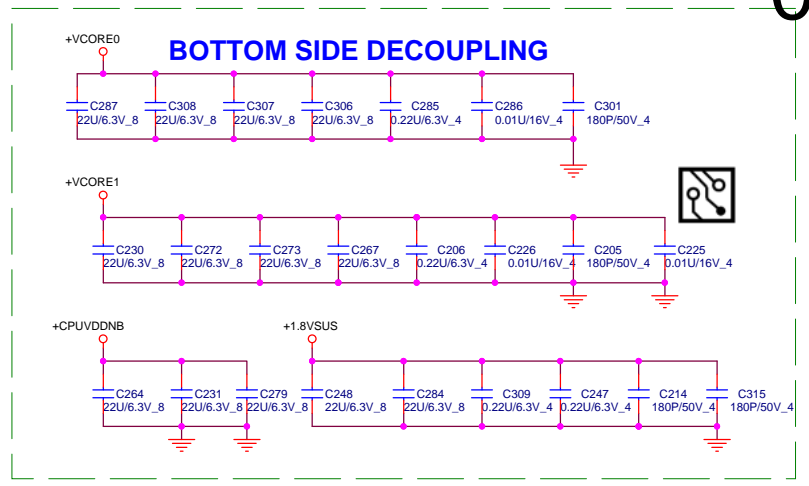 BOTTOM SIDE DECOUPLING
+VCORE0
C287 C308 C307 C306 C285 C286 C301
22U/6.3V_8 22U/6.3V_8 22U/6.3V_8 22U/6.3V_8 0.22U/6.3V_4 0.01U/16V_4 180P/50V_4
+VCORE1
C230 C272 C273 C267 C206 C226 C205 C225
22U/6.3V_8 22U/6.3V_8 22U/6.3V_8 22U/6.3V_8 0.22U/6.3V_4 0.01U/16V_4 180P/50V_4 0.01U/16V_4
+CPUVDDNB +1.8VSUS
C264 C231 C279 C248 C284 C309 C247 C214 C315
22U/6.3V_8 22U/6.3V_8 22U/6.3V_8 22U/6.3V_8 22U/6.3V_8 0.22U/6.3V_4 0.22U/6.3V_4 180P/50V_4 180P/50V_4